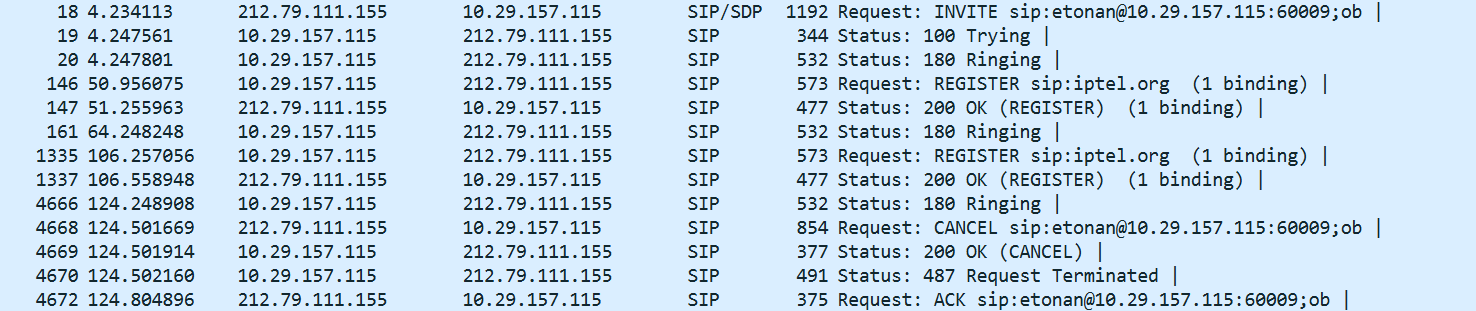 18 4.234113 212.79.111.155 10.29.157.115 SIP/SDP 1192 Request: INVITE sip:etonan@10.29.157.115:60009;ob |
19 4.247561 10.29.157.115 212.79.111.155 SIP 344 Status: 100 Trying |
20 4.247801 10.29.157.115 212.79.111.155 SIP 532 Status: 180 Ringing |
146 50.956075 10.29.157.115 212.79.111.155 SIP 573 Request: REGISTER sip:iptel.org (1 binding) |
147 51.255963 212.79.111.155 10.29.157.115 SIP 477 Status: 200 OK (REGISTER) (1 binding) |
161 64.248248 10.29.157.115 212.79.111.155 SIP 532 Status: 180 Ringing |
1335 106.257056 10.29.157.115 212.79.111.155 SIP 573 Request: REGISTER sip:iptel.org (1 binding) |
1337 106.558948 212.79.111.155 10.29.157.115 SIP 477 Status: 200 OK (REGISTER) (1 binding) |
4666 124.248908 10.29.157.115 212.79.111.155 SIP 532 Status: 180 Ringing |
4668 124.501669 212.79.111.155 10.29.157.115 SIP 854 Request: CANCEL sip:etonan@10.29.157.115:60009;ob |
4669 124.501914 10.29.157.115 212.79.111.155 SIP 377 Status: 200 OK (CANCEL) |
4670 124.502160 10.29.157.115 212.79.111.155 SIP 491 Status: 487 Request Terminated |
4672 124.804896 212.79.111.155 10.29.157.115 SIP 375 Request: ACK sip:etonan@10.29.157.115:60009;ob |